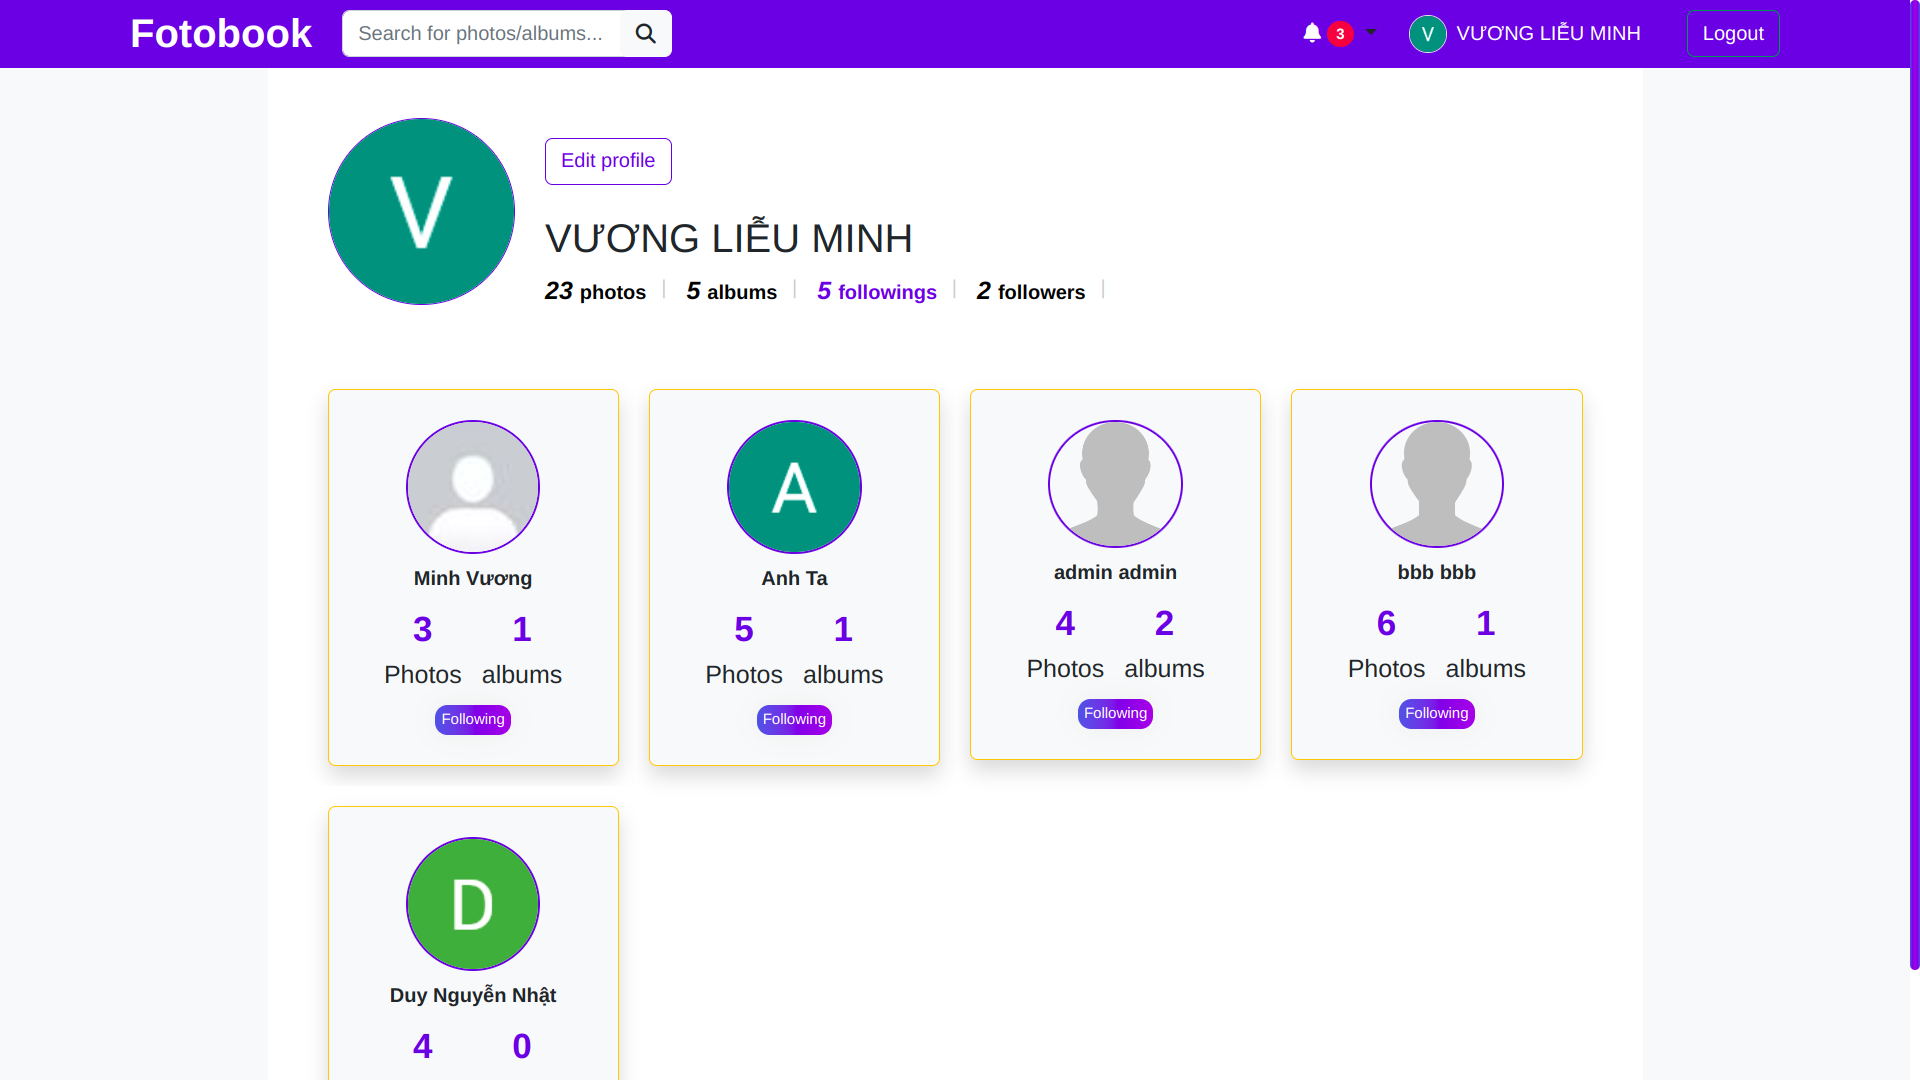 Fotobook
Search for photos/albums...
3
V
VƯƠNG LIỄU MINH
Logout
V
Edit profile
VƯƠNG LIỄU MINH
23 photos
5 albums
5 followings
2 followers
Minh Vương
3 1
Photos albums
Following
A
Anh Ta
5 1
Photos albums
Following
admin admin
4 2
Photos albums
Following
bbb bbb
6 1
Photos albums
Following
D
Duy Nguyễn Nhật
4 0